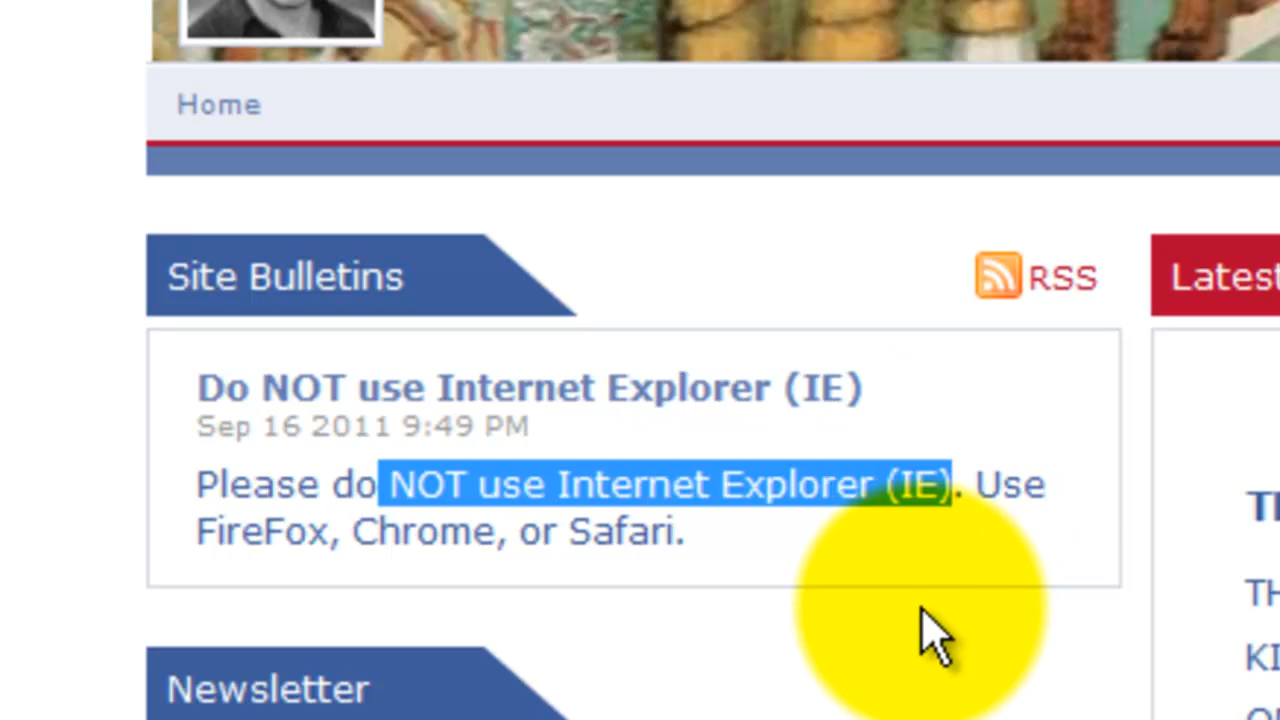 Home
Site Bulletins
RSS
Latest
Do NOT use Internet Explorer (IE)
Sep 16 2011 9:49 PM
Please do NOT use Internet Explorer (IE). Use
FireFox, Chrome, or Safari.
Newsletter